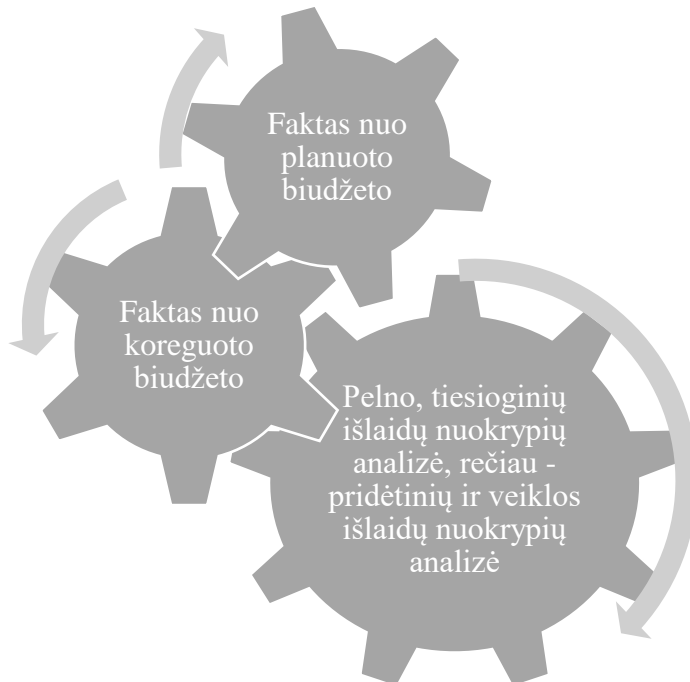 Faktas nuo
planuoto
biudžeto
Faktas nuo
koreguoto
biudžeto
Pelno, tiesioginių
išlaidų nuokrypių
analizė, rečiau -
pridėtinių ir veiklos
išlaidų nuokrypių
analizė